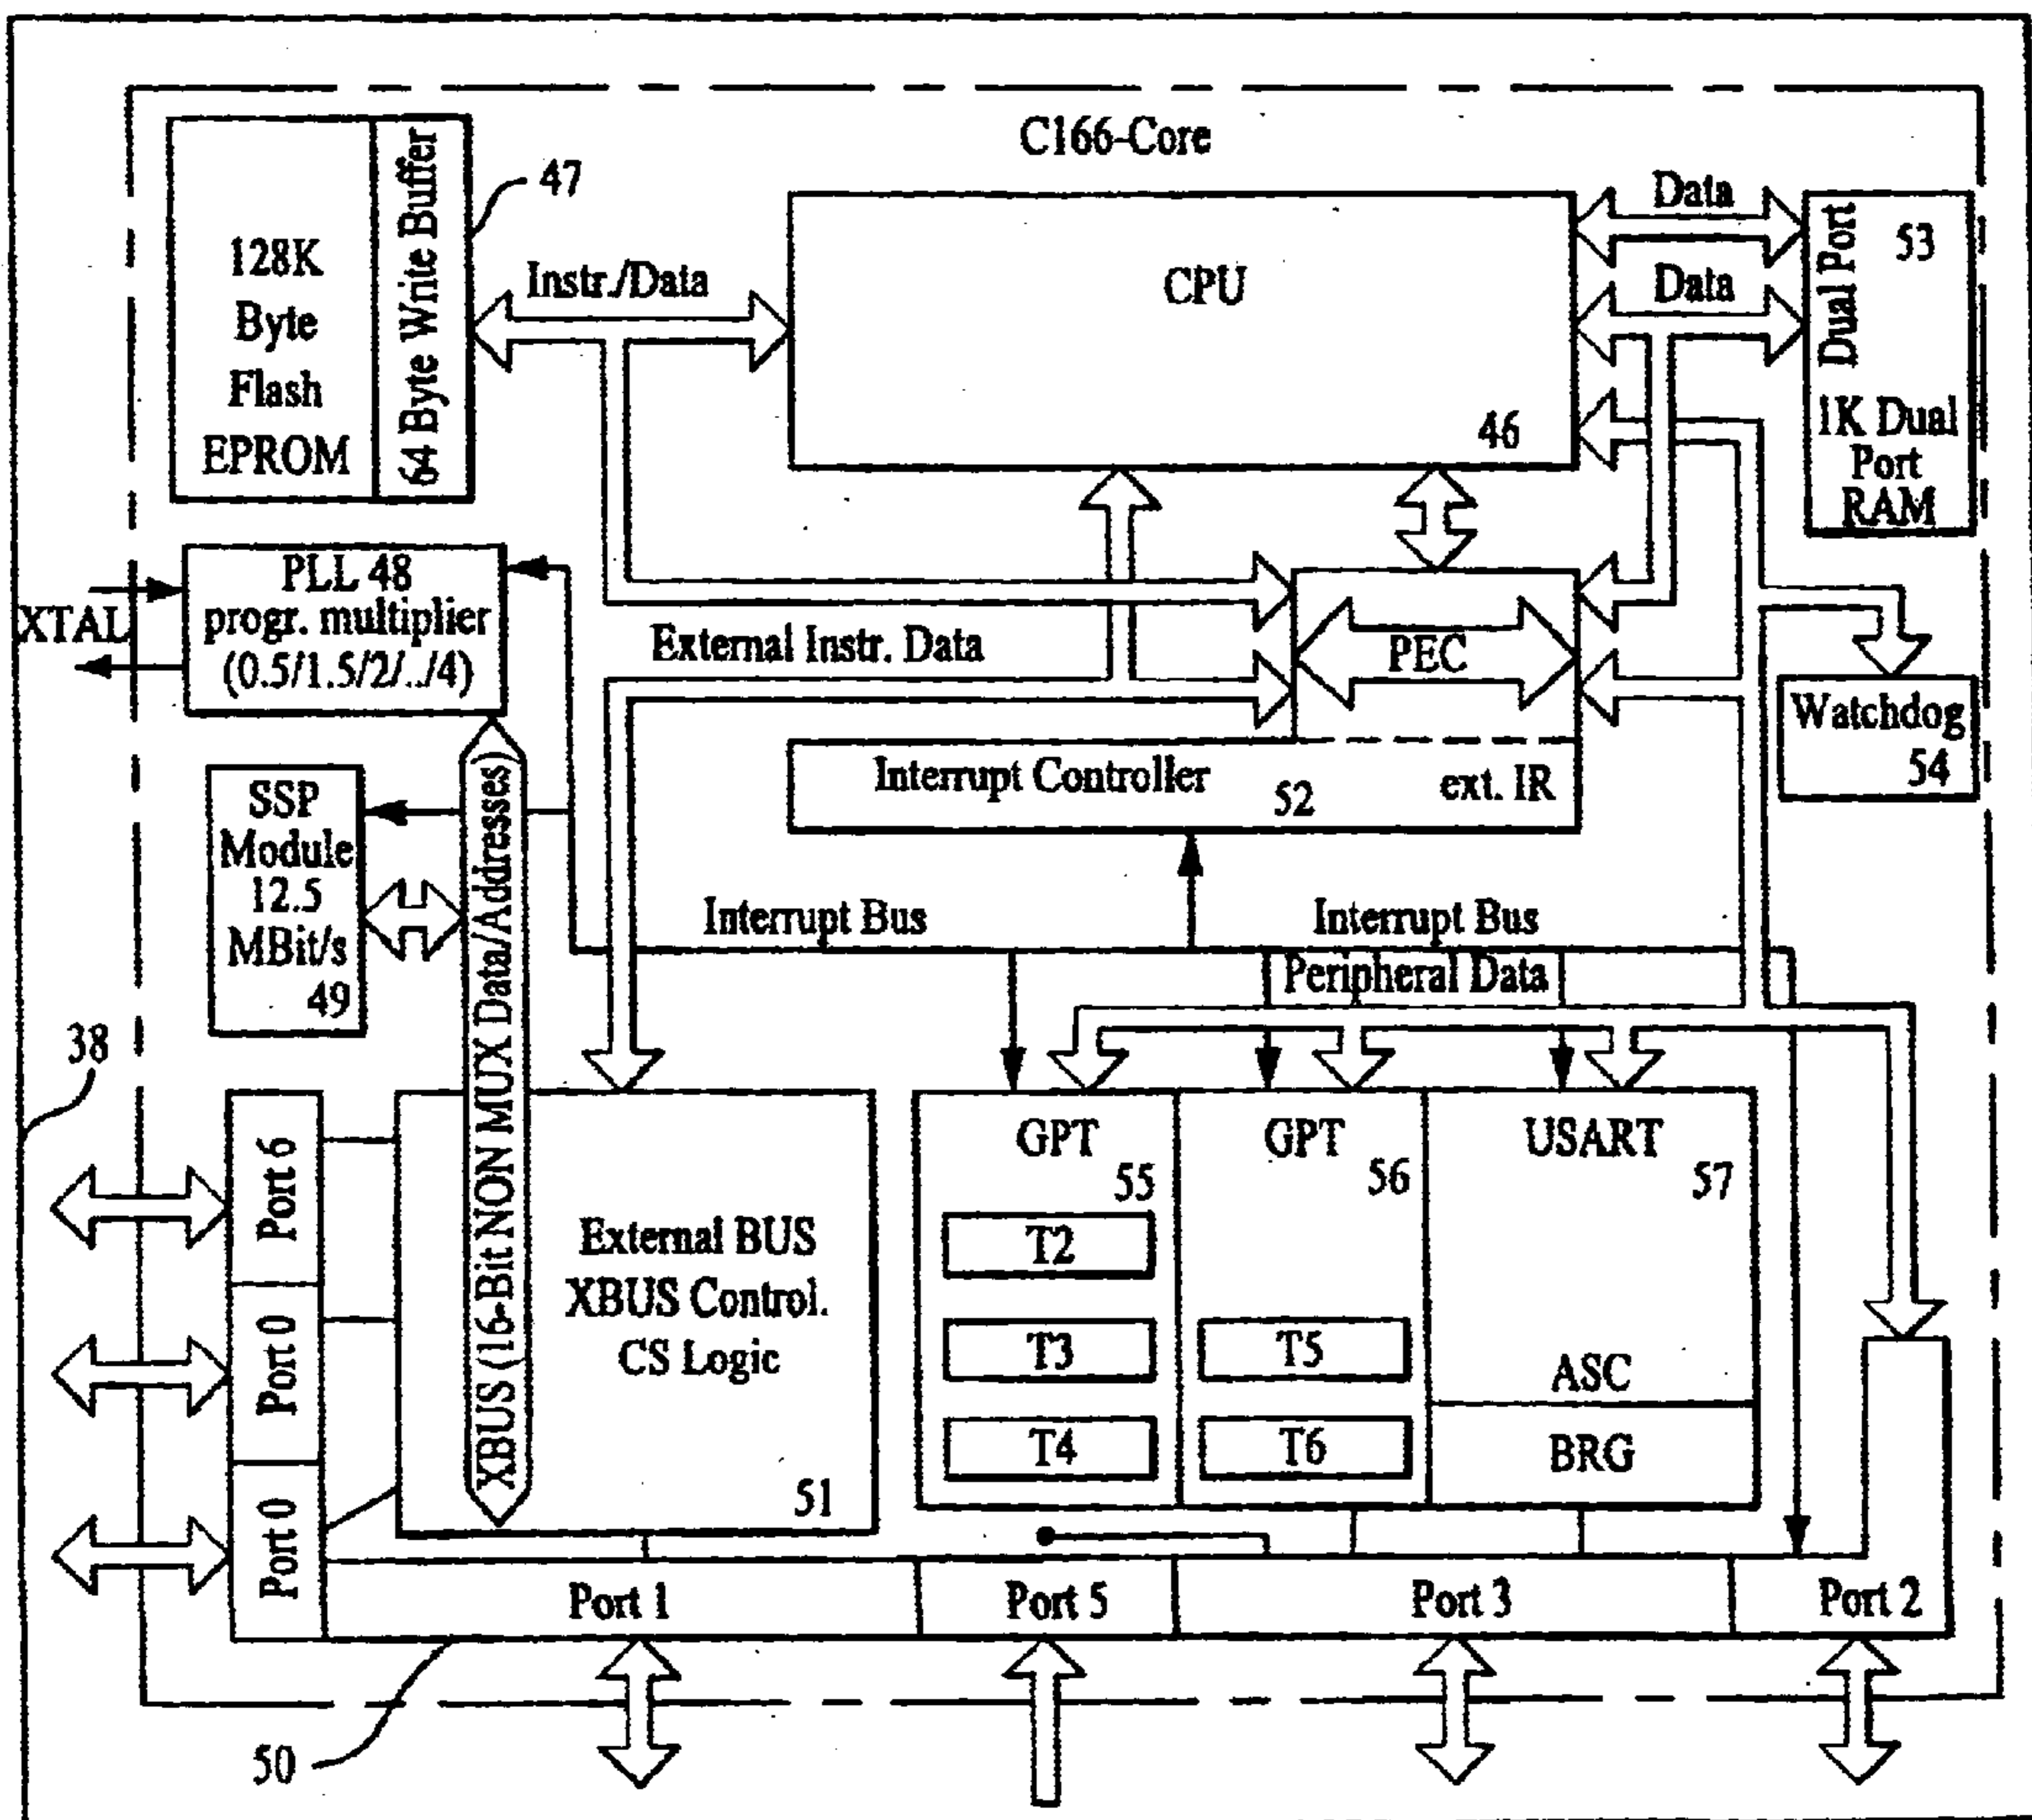 C166-Core
128K
Byte
Flash
EPROM
64 Byte Write Buffer
47
Instr./Data
CPU
46
Data
Data
Dual Port
53
1K Dual
Port
RAM
XTAL
PLL 48
progr. multiplier
(0.5/1.5/2/../4)
External Instr. Data
PEC
Interrupt Controller
52
ext. IR
Watchdog
54
SSP
Module
12.5
MBit/s
49
XBUS (16-Bit NON MUX Data/Addresses)
Interrupt Bus
Interrupt Bus
Peripheral Data
38
Port 6
Port 0
Port 0
External BUS
XBUS Control.
CS Logic
51
GPT
55
T2
T3
T4
GPT
56
T5
T6
USART
57
ASC
BRG
Port 1
Port 5
Port 3
Port 2
50